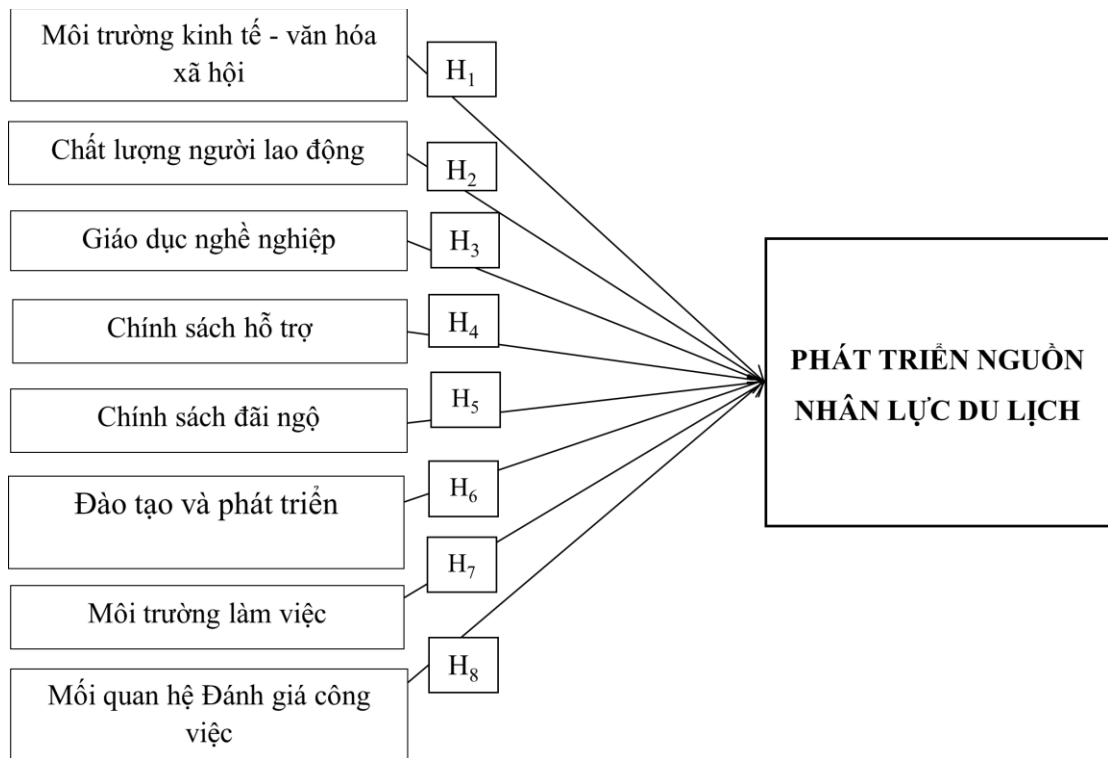 Môi trường kinh tế - văn hóa
xã hội
H₁
Chất lượng người lao động
H₂
Giáo dục nghề nghiệp
H₃
Chính sách hỗ trợ
H₄
Chính sách đãi ngộ
H₅
Đào tạo và phát triển
H₆
Môi trường làm việc
H₇
Mối quan hệ Đánh giá công
việc
H₈
PHÁT TRIỂN NGUỒN
NHÂN LỰC DU LỊCH